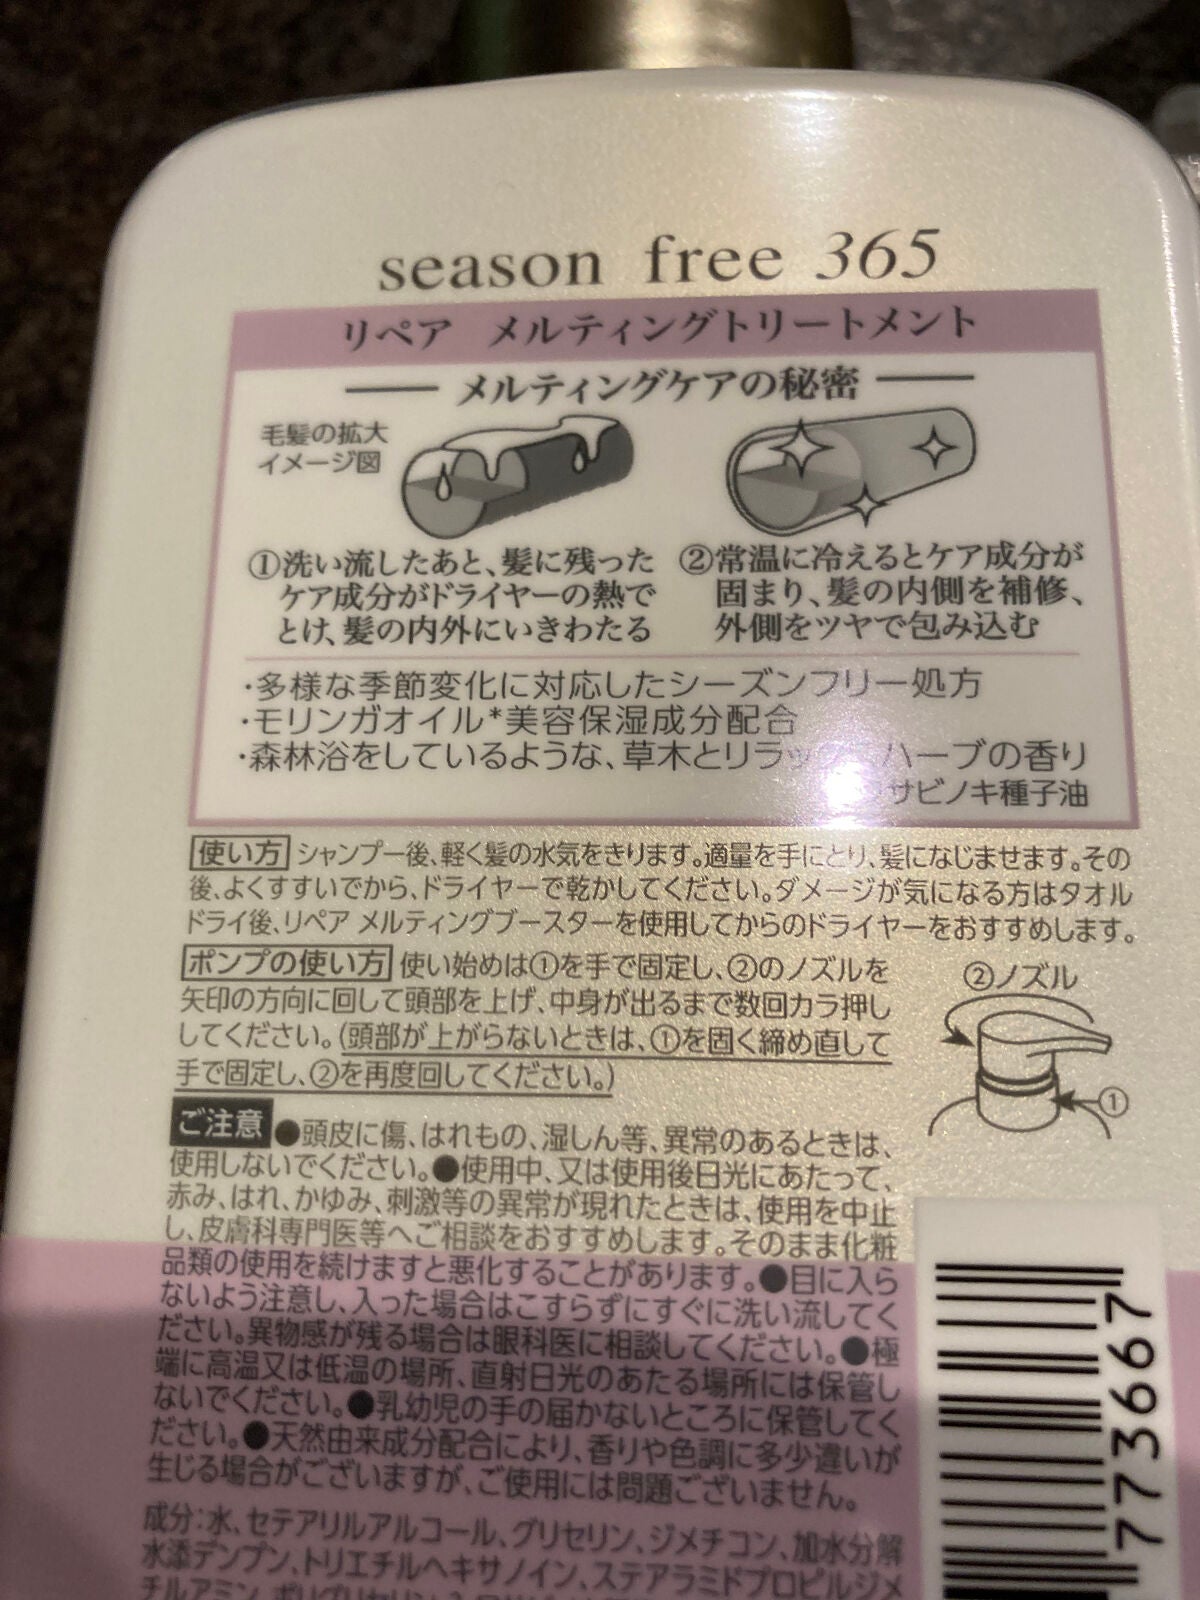 season free 365
リペア メルティングトリートメント
メルティングケアの秘密
毛髪の拡大
イメージ図
①洗い流したあと、髪に残った
ケア成分がドライヤーの熱で
とけ、髪の内外にいきわたる
②常温に冷えるとケア成分が
固まり、髪の内側を補修、
外側をツヤで包み込む
・多様な季節変化に対応したシーズンフリー処方
・モリンガオイル*美容保湿成分配合
・森林浴をしているような、草木とリラッ ハーブの香り
サビノキ種子油
使い方 シャンプー後、軽く髪の水気をきります。適量を手にとり、髪になじませます。その
後、よくすすいでから、ドライヤーで乾かしてください。ダメージが気になる方はタオル
ドライ後、リペア メルティングブースターを使用してからのドライヤーをおすすめします。
ポンプの使い方 使い始めは①を手で固定し、②のノズルを
矢印の方向に回して頭部を上げ、中身が出るまで数回カラ押し
してください。(頭部が上がらないときは、①を固く締め直して
手で固定し、②を再度回してください。)
②ノズル
①
ご注意 ●頭皮に傷、はれもの、湿しん等、異常のあるときは、
使用しないでください。●使用中、又は使用後日光にあたって、
赤み、はれ、かゆみ、刺激等の異常が現れたときは、使用を中止
し、皮膚科専門医等へご相談をおすすめします。そのまま化粧
品類の使用を続けますと悪化することがあります。●目に入ら
ないよう注意し、入った場合はこすらずにすぐに洗い流してく
ださい。異物感が残る場合は眼科医に相談してください。●極
端に高温又は低温の場所、直射日光のあたる場所には保管し
ないでください。●乳幼児の手の届かないところに保管してく
ださい。●天然由来成分配合により、香りや色調に多少違いが
生じる場合がございますが、ご使用には問題ございません。
成分:水、セテアリルアルコール、グリセリン、ジメチコン、加水分解
水添デンプン、トリエチルヘキサノイン、ステアラミドプロピルジメ
チルアミン、ポリグリセリン
773667